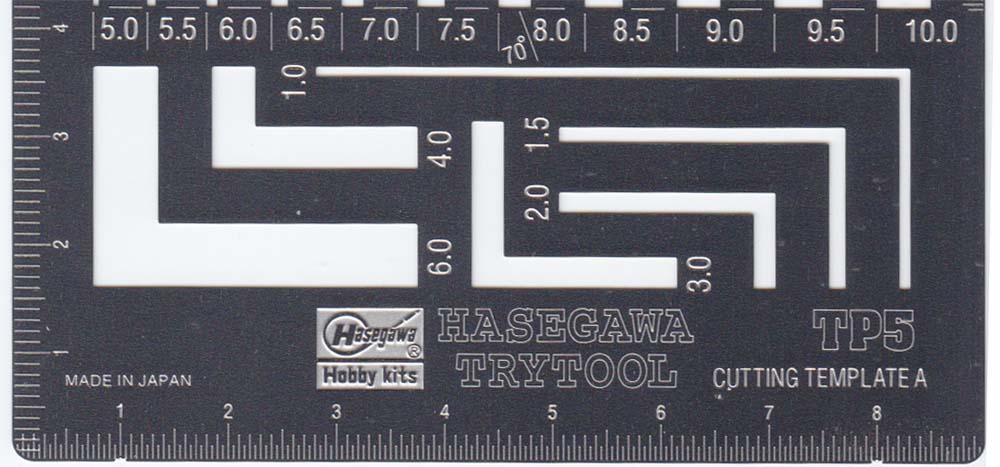 5.0 5.5 6.0 6.5 7.0 7.5 70° 8.0 8.5 9.0 9.5 10.0
4
1.0
3
4.0
1.5
2.0
2
6.0
3.0
Hasegawa ®
Hobby kits
HASEGAWA
TRYTOOL
TP5
1
MADE IN JAPAN
CUTTING TEMPLATE A
1 2 3 4 5 6 7 8